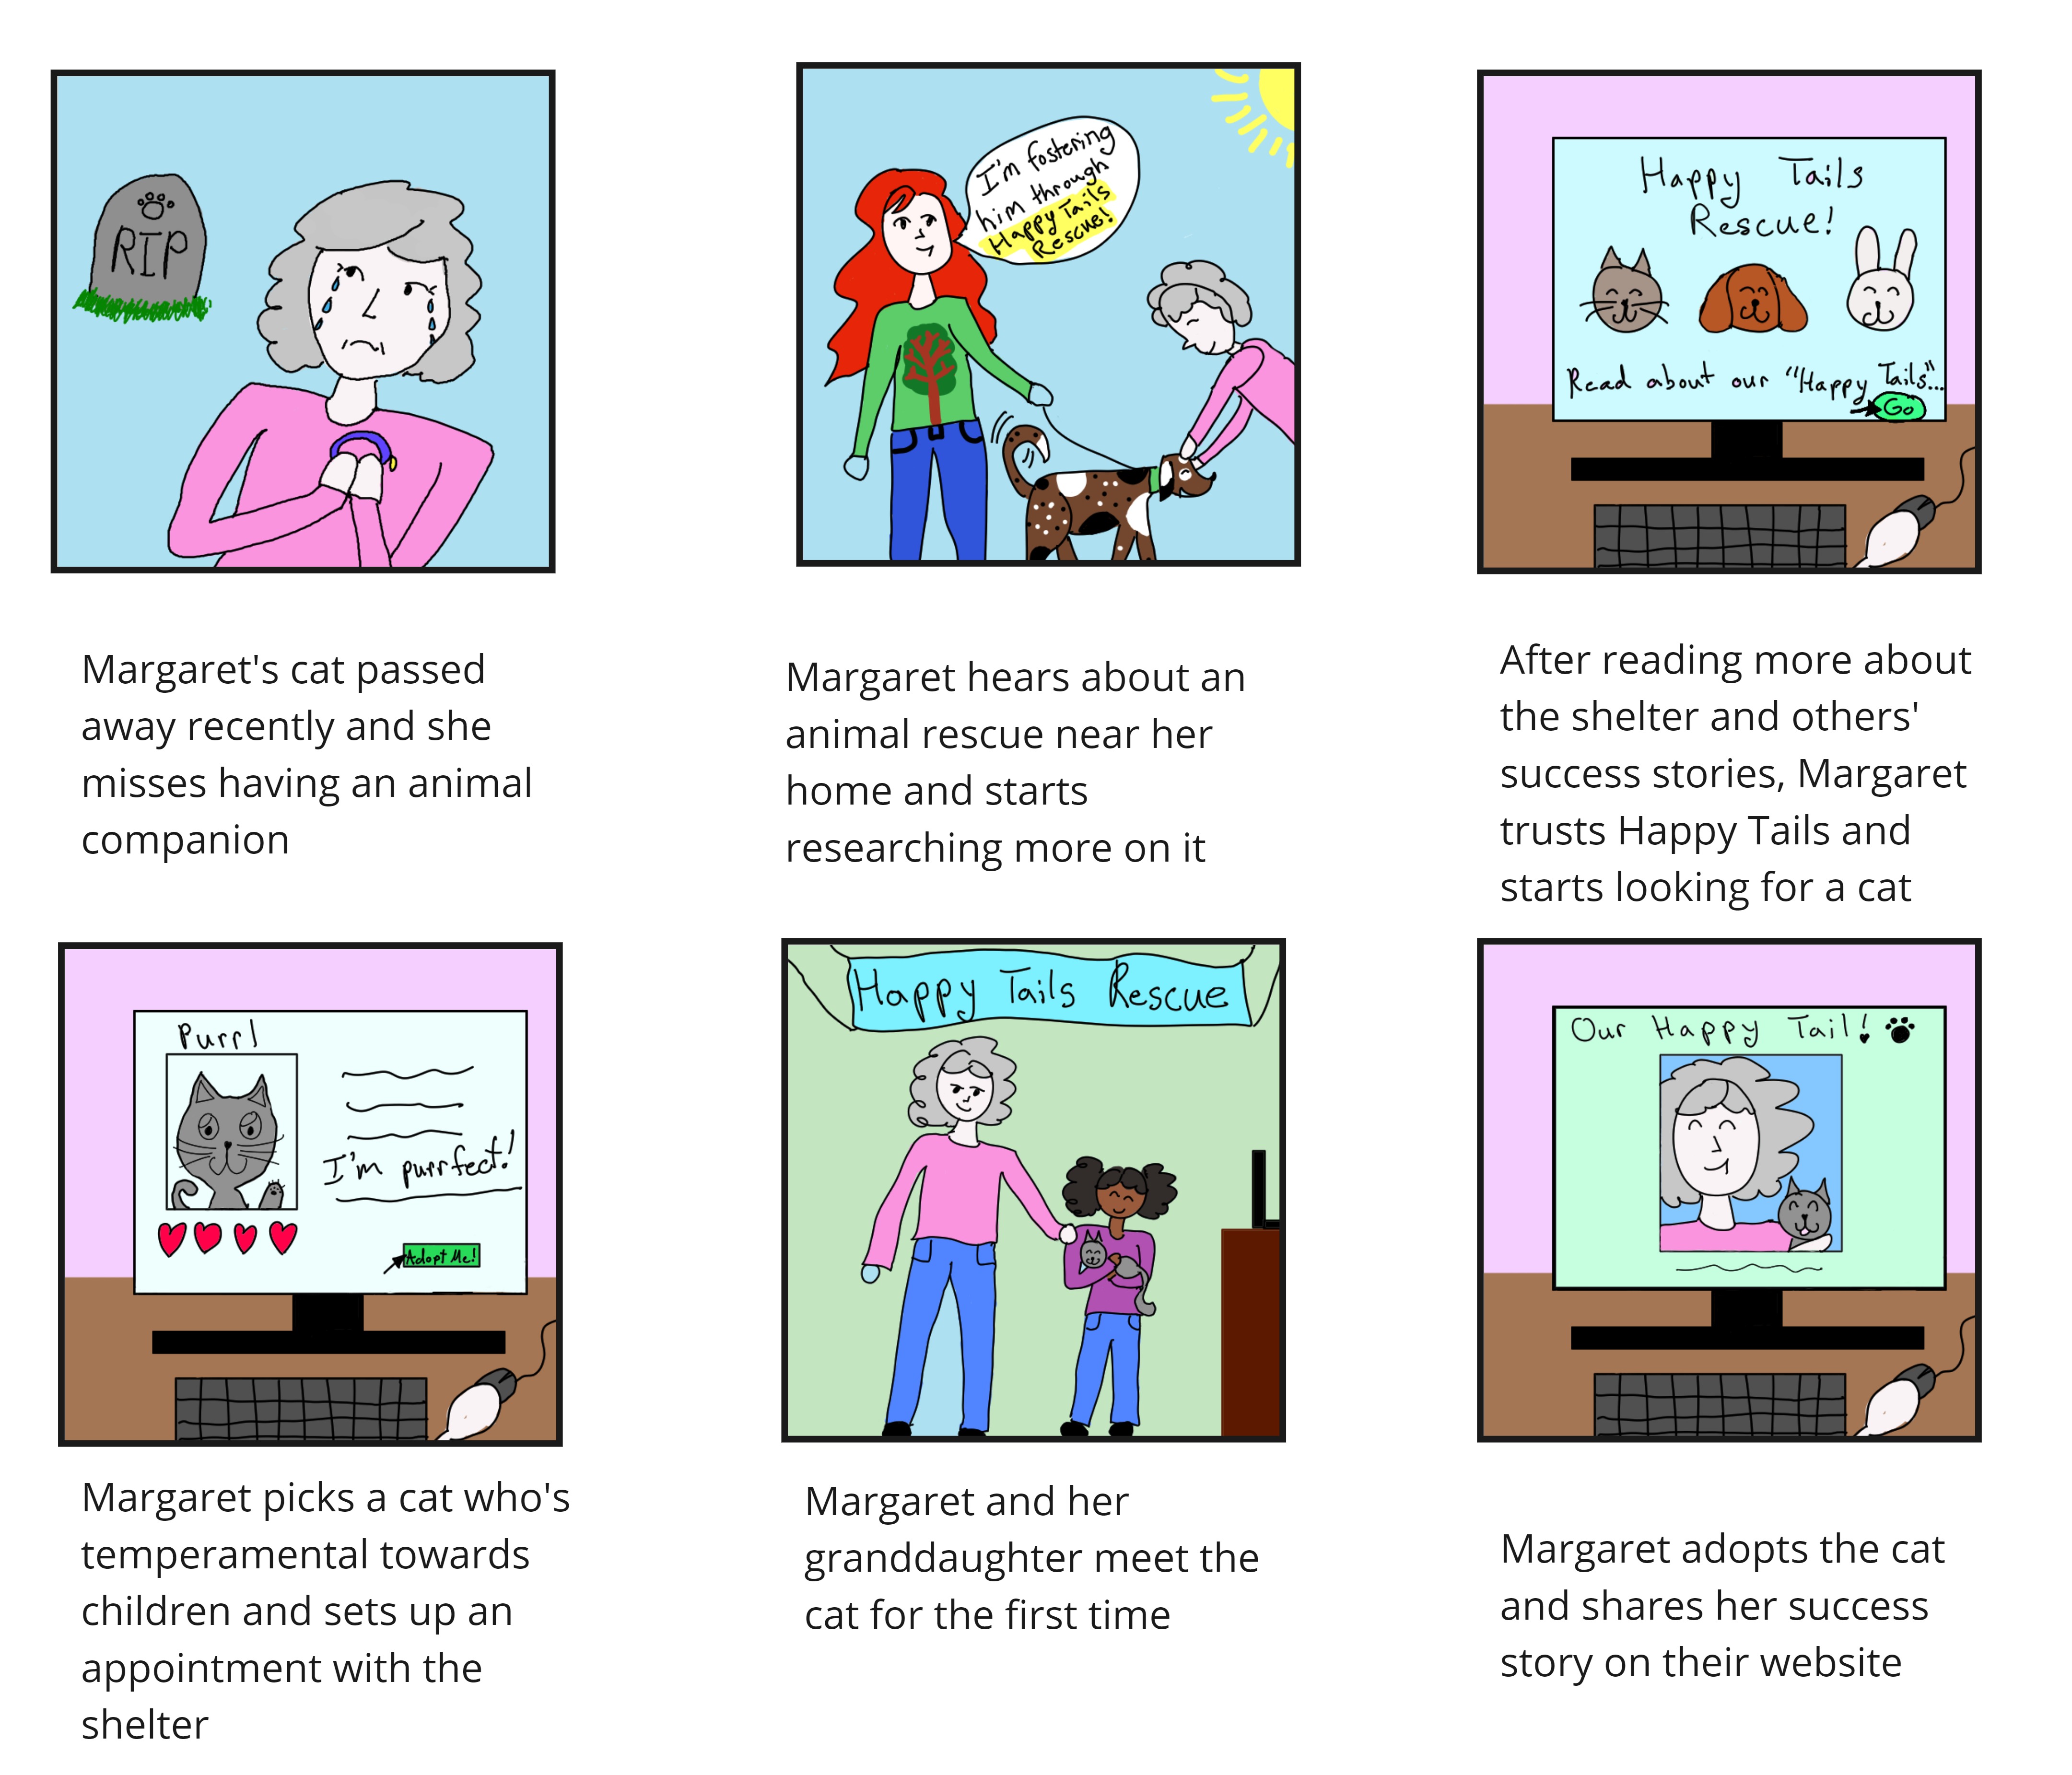 RIP
I'm fostering
him through
Happy Tails
Rescue!
Happy Tails
Rescue!
Read about our "Happy Tails"...
Go
Margaret's cat passed
away recently and she
misses having an animal
companion
Margaret hears about an
animal rescue near her
home and starts
researching more on it
After reading more about
the shelter and others'
success stories, Margaret
trusts Happy Tails and
starts looking for a cat
Purrl
I'm purrfect!
Adopt Me!
Happy Tails Rescue
Our Happy Tail!
Margaret picks a cat who's
temperamental towards
children and sets up an
appointment with the
shelter
Margaret and her
granddaughter meet the
cat for the first time
Margaret adopts the cat
and shares her success
story on their website